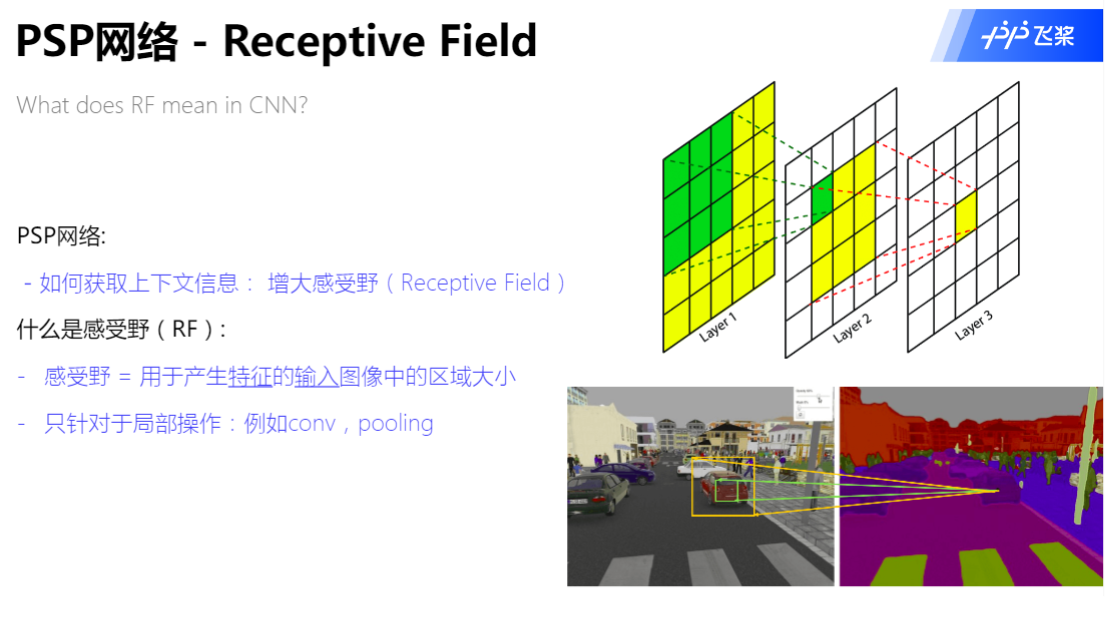 PSP网络 - Receptive Field
飞桨
What does RF mean in CNN?
PSP网络:
- 如何获取上下文信息： 增大感受野（Receptive Field）
什么是感受野（RF）:
- 感受野 = 用于产生特征的输入图像中的区域大小
- 只针对于局部操作：例如conv，pooling
Layer 1
Layer 2
Layer 3